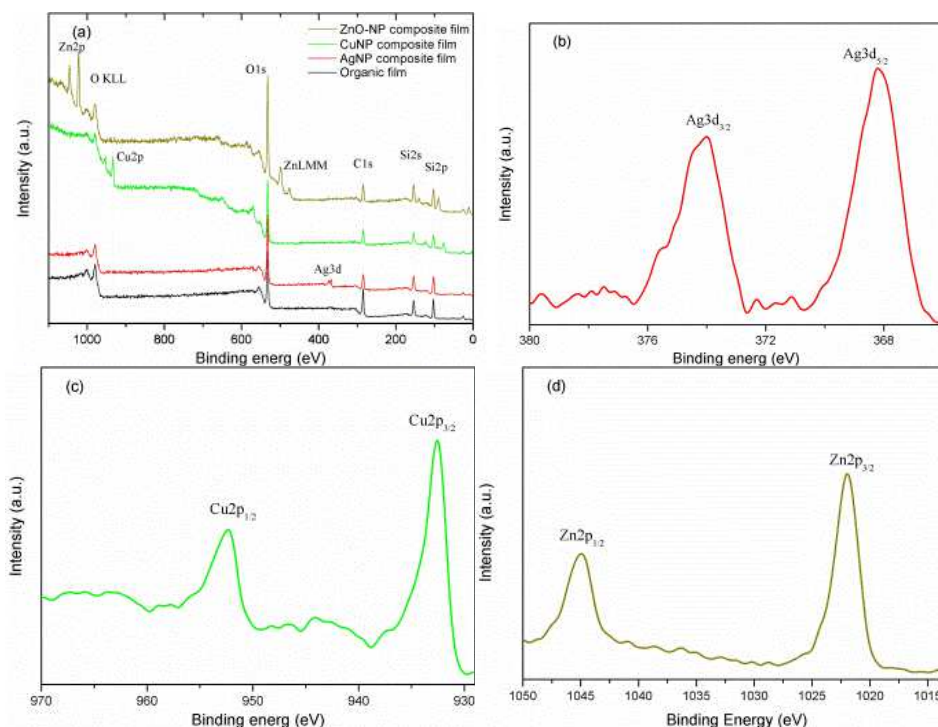 (a)
ZnO-NP composite film
CuNP composite film
AgNP composite film
Organic film
Zn2p
O KLL
Cu2p
O1s
ZnLMM
Ag3d
C1s
Si2s
Si2p
Intensity (a.u.)
1000 800 600 400 200 0
Binding energ (eV)
(b)
Ag3d5/2
Ag3d3/2
Intensity (a.u.)
380 376 372 368
Binding energ (eV)
(c)
Cu2p3/2
Cu2p1/2
Intensity (a.u.)
970 960 950 940 930
Binding energ (eV)
(d)
Zn2p3/2
Zn2p1/2
Intensity (a.u.)
1050 1045 1040 1035 1030 1025 1020 1015
Binding Energy (eV)